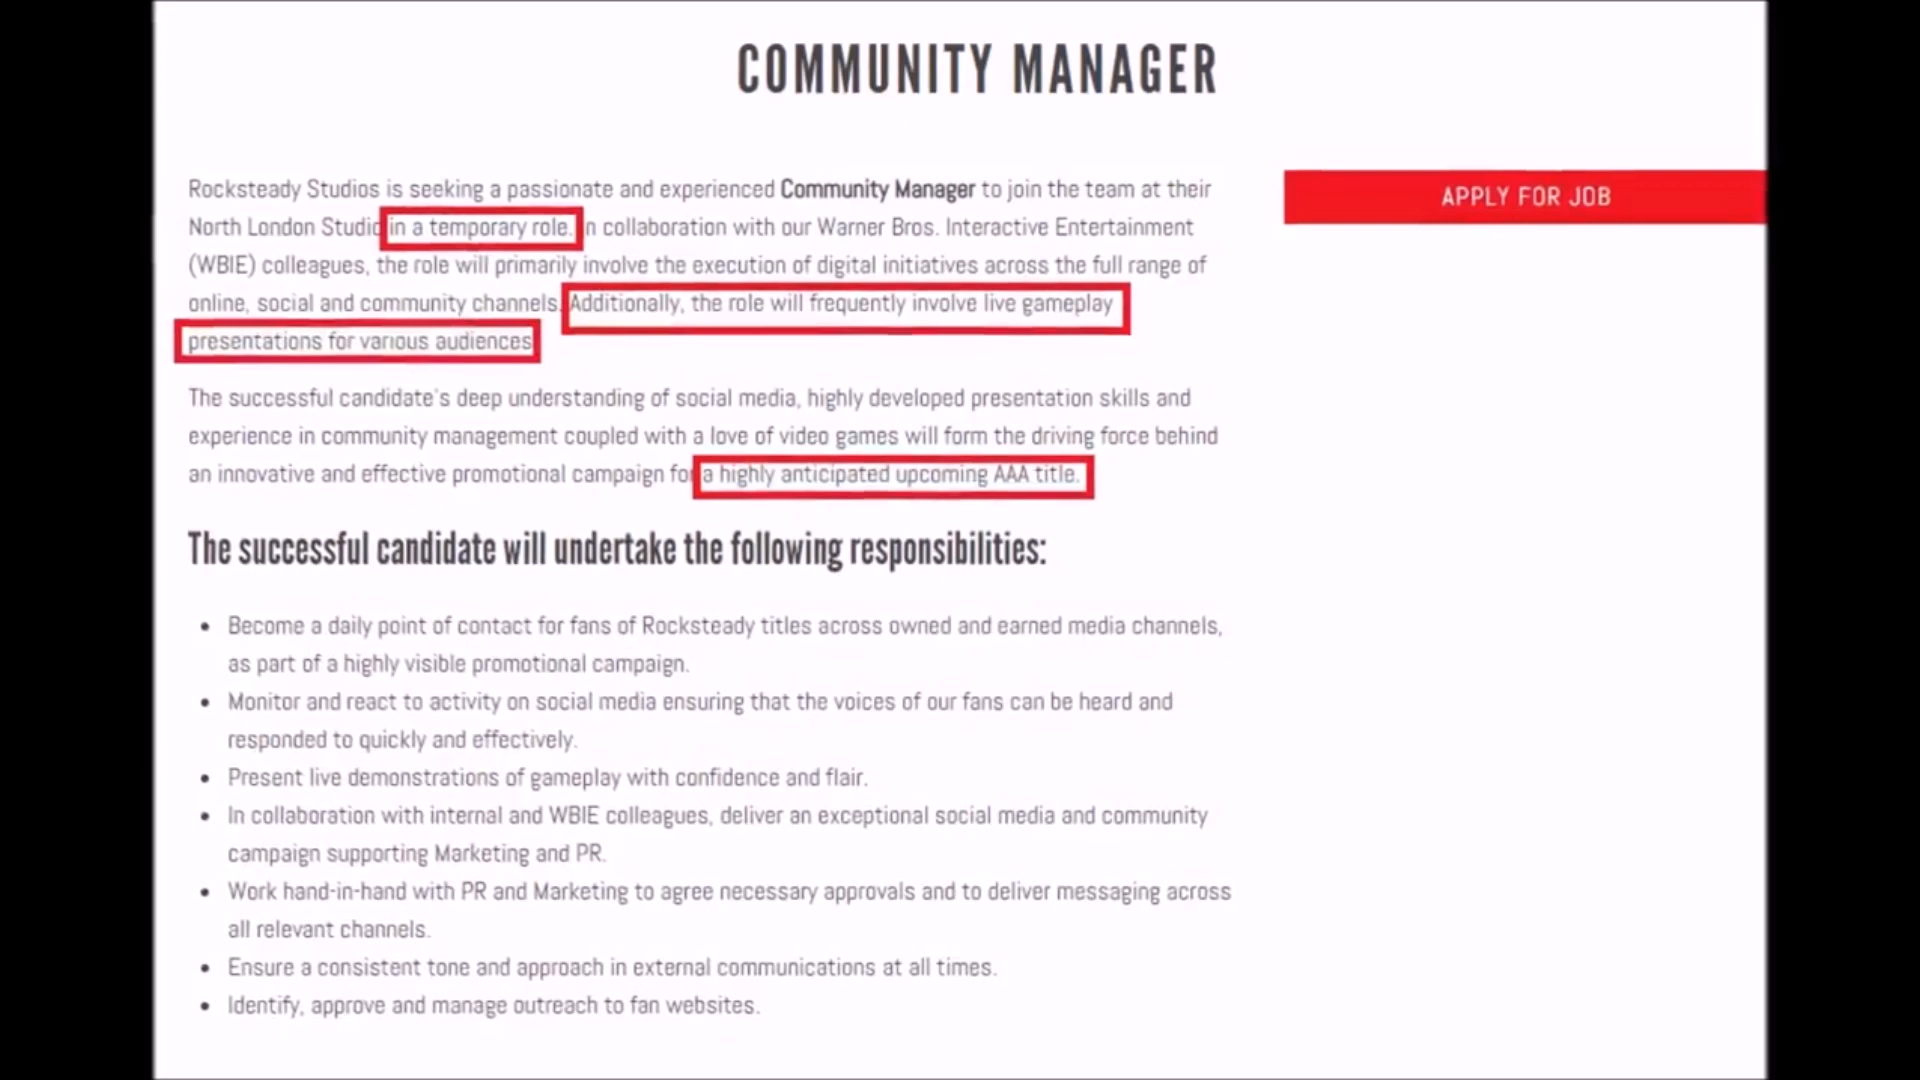 COMMUNITY MANAGER
Rocksteady Studios is seeking a passionate and experienced Community Manager to join the team at their
North London Studio in a temporary role. In collaboration with our Warner Bros. Interactive Entertainment
(WBIE) colleagues, the role will primarily involve the execution of digital initiatives across the full range of
online, social and community channels. Additionally, the role will frequently involve live gameplay
presentations for various audiences
The successful candidate's deep understanding of social media, highly developed presentation skills and
experience in community management coupled with a love of video games will form the driving force behind
an innovative and effective promotional campaign for a highly anticipated upcoming AAA title.
APPLY FOR JOB
The successful candidate will undertake the following responsibilities:
• Become a daily point of contact for fans of Rocksteady titles across owned and earned media channels,
as part of a highly visible promotional campaign.
• Monitor and react to activity on social media ensuring that the voices of our fans can be heard and
responded to quickly and effectively.
• Present live demonstrations of gameplay with confidence and flair.
• In collaboration with internal and WBIE colleagues, deliver an exceptional social media and community
campaign supporting Marketing and PR.
• Work hand-in-hand with PR and Marketing to agree necessary approvals and to deliver messaging across
all relevant channels.
• Ensure a consistent tone and approach in external communications at all times.
• Identify, approve and manage outreach to fan websites.